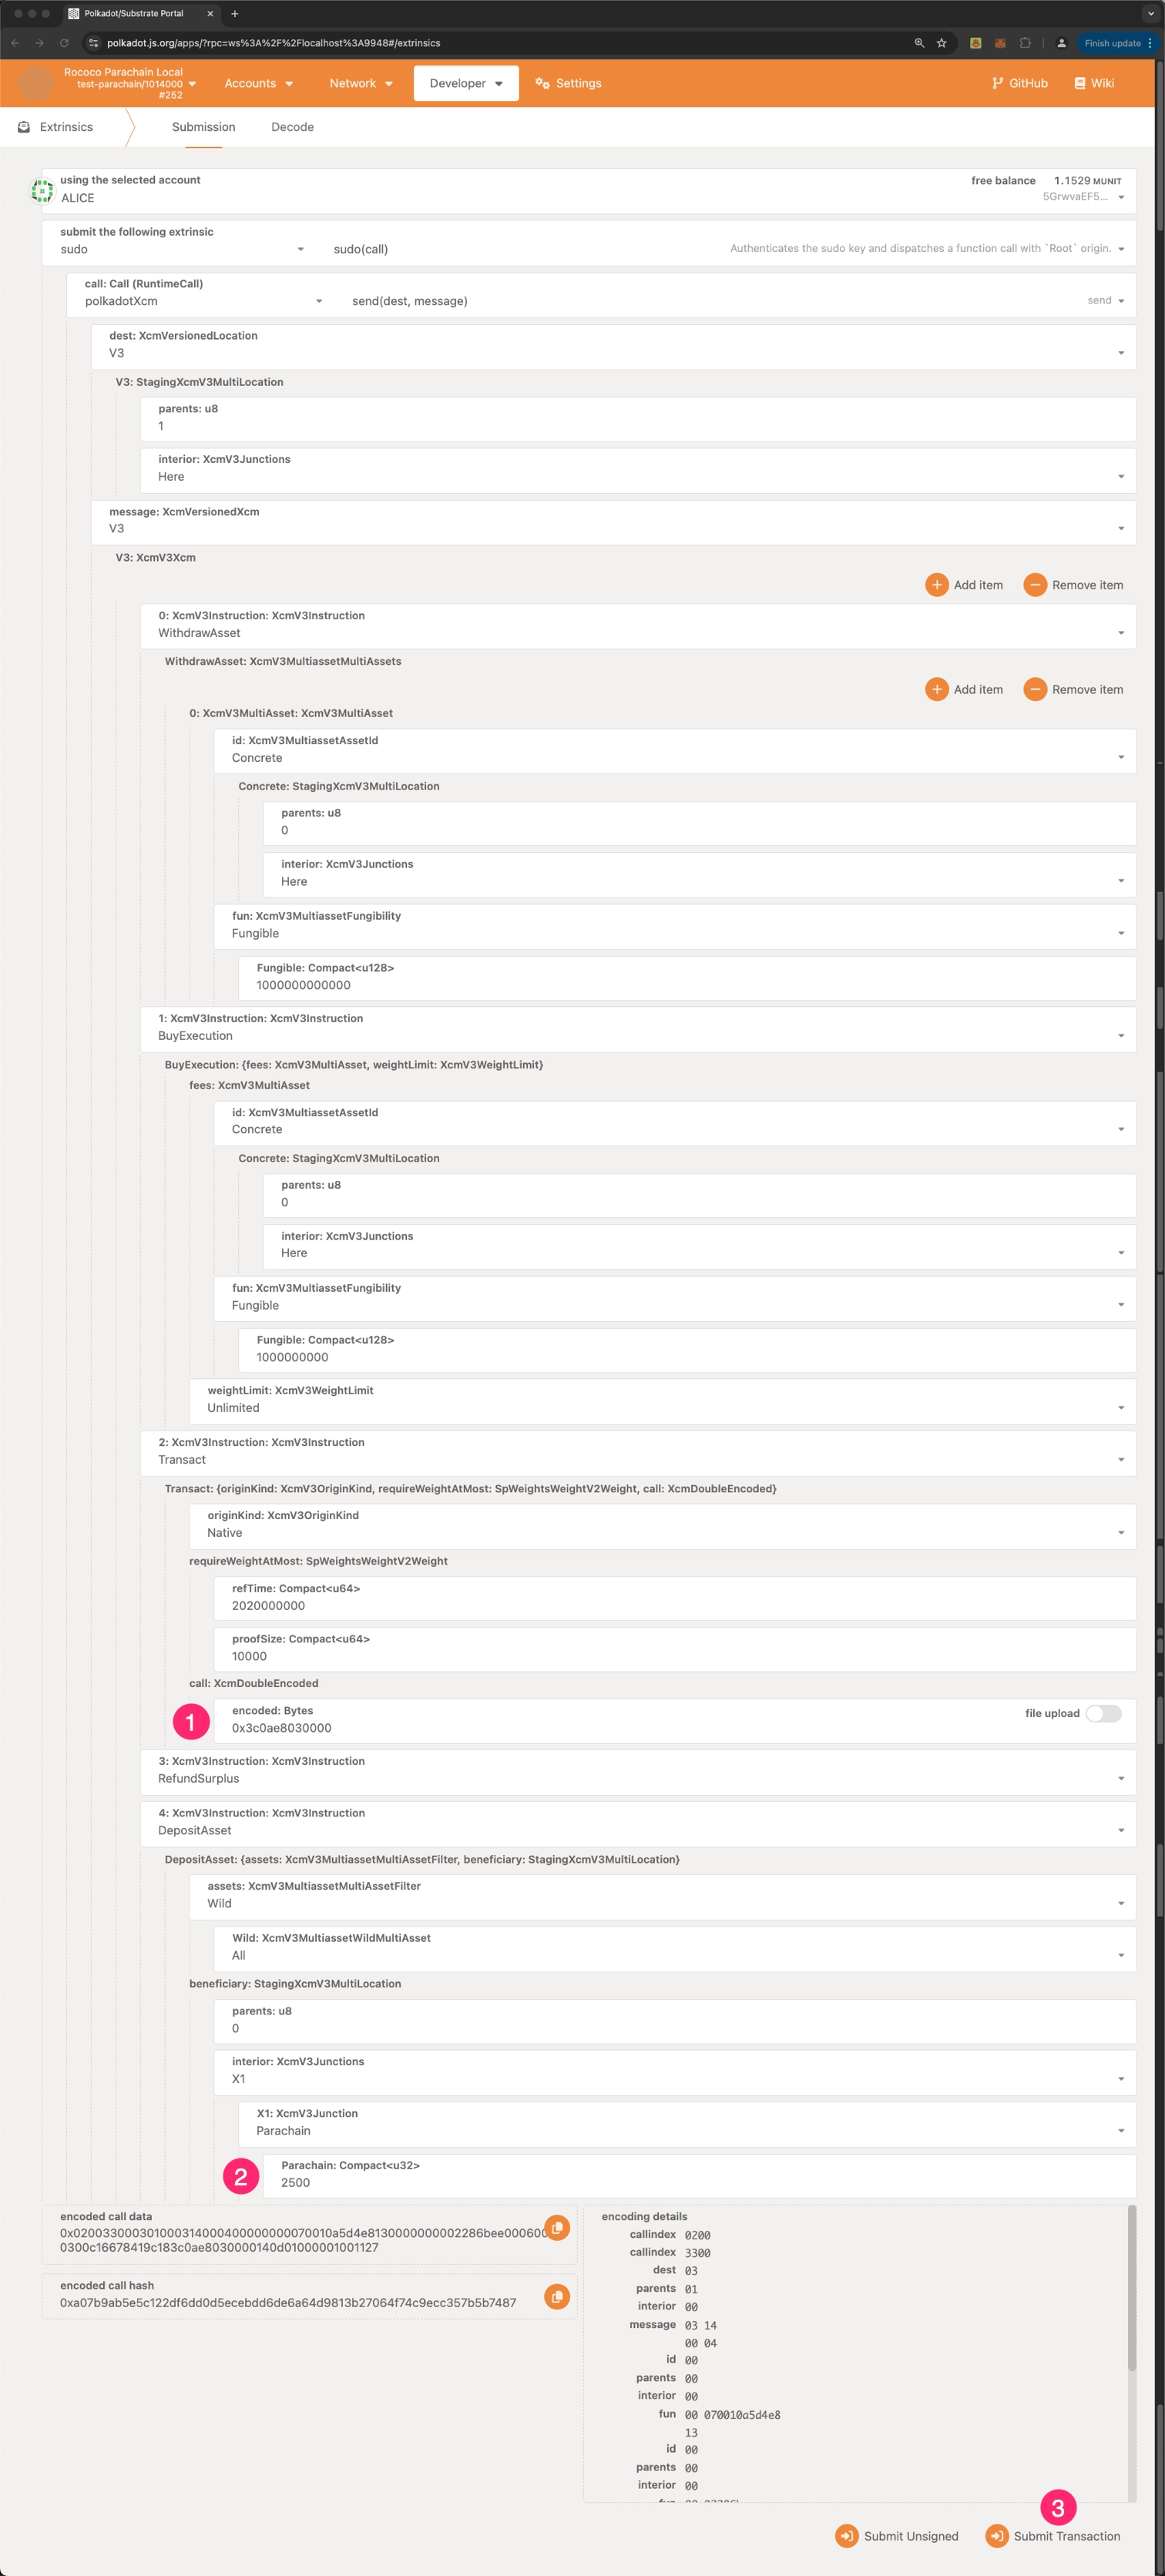 Polkadot/Substrate Portal
polkadot.js.org/apps/?rpc=ws%3A%2F%2Flocalhost%3A9948#/extrinsics
Finish update
Rococo Parachain Local
test-parachain/1014000
#252
Accounts
Network
Developer
Settings
GitHub
Wiki
Extrinsics
Submission
Decode
using the selected account
ALICE
free balance 1.1529 MUNIT
5GrwvaEF5...
submit the following extrinsic
sudo
sudo(call)
Authenticates the sudo key and dispatches a function call with `Root` origin.
call: Call (RuntimeCall)
polkadotXcm
send(dest, message)
send
dest: XcmVersionedLocation
V3
V3: StagingXcmV3MultiLocation
parents: u8
1
interior: XcmV3Junctions
Here
message: XcmVersionedXcm
V3
V3: XcmV3Xcm
Add item
Remove item
0: XcmV3Instruction: XcmV3Instruction
WithdrawAsset
WithdrawAsset: XcmV3MultiassetMultiAssets
Add item
Remove item
0: XcmV3MultiAsset: XcmV3MultiAsset
id: XcmV3MultiassetAssetId
Concrete
Concrete: StagingXcmV3MultiLocation
parents: u8
0
interior: XcmV3Junctions
Here
fun: XcmV3MultiassetFungibility
Fungible
Fungible: Compact<u128>
1000000000000
1: XcmV3Instruction: XcmV3Instruction
BuyExecution
BuyExecution: {fees: XcmV3MultiAsset, weightLimit: XcmV3WeightLimit}
fees: XcmV3MultiAsset
id: XcmV3MultiassetAssetId
Concrete
Concrete: StagingXcmV3MultiLocation
parents: u8
0
interior: XcmV3Junctions
Here
fun: XcmV3MultiassetFungibility
Fungible
Fungible: Compact<u128>
1000000000
weightLimit: XcmV3WeightLimit
Unlimited
2: XcmV3Instruction: XcmV3Instruction
Transact
Transact: {originKind: XcmV3OriginKind, requireWeightAtMost: SpWeightsWeightV2Weight, call: XcmDoubleEncoded}
originKind: XcmV3OriginKind
Native
requireWeightAtMost: SpWeightsWeightV2Weight
refTime: Compact<u64>
2020000000
proofSize: Compact<u64>
10000
call: XcmDoubleEncoded
1
encoded: Bytes
0x3c0ae8030000
file upload
3: XcmV3Instruction: XcmV3Instruction
RefundSurplus
4: XcmV3Instruction: XcmV3Instruction
DepositAsset
DepositAsset: {assets: XcmV3MultiassetMultiAssetFilter, beneficiary: StagingXcmV3MultiLocation}
assets: XcmV3MultiassetMultiAssetFilter
Wild
Wild: XcmV3MultiassetWildMultiAsset
All
beneficiary: StagingXcmV3MultiLocation
parents: u8
0
interior: XcmV3Junctions
X1
X1: XcmV3Junction
Parachain
2
Parachain: Compact<u32>
2500
encoded call data
0x020033000301000314000400000000070010a5d4e8130000000002286bee000600
0300c16678419c183c0ae8030000140d01000001001127
encoded call hash
0xa07b9ab5e5c122df6dd0d5ecebdd6de6a64d9813b27064f74c9ecc357b5b7487
encoding details
callindex 0200
callindex 3300
dest 03
parents 01
interior 00
message 03 14
00 04
id 00
parents 00
interior 00
fun 00 070010a5d4e8
13
id 00
parents 00
interior 00
3
Submit Unsigned
Submit Transaction